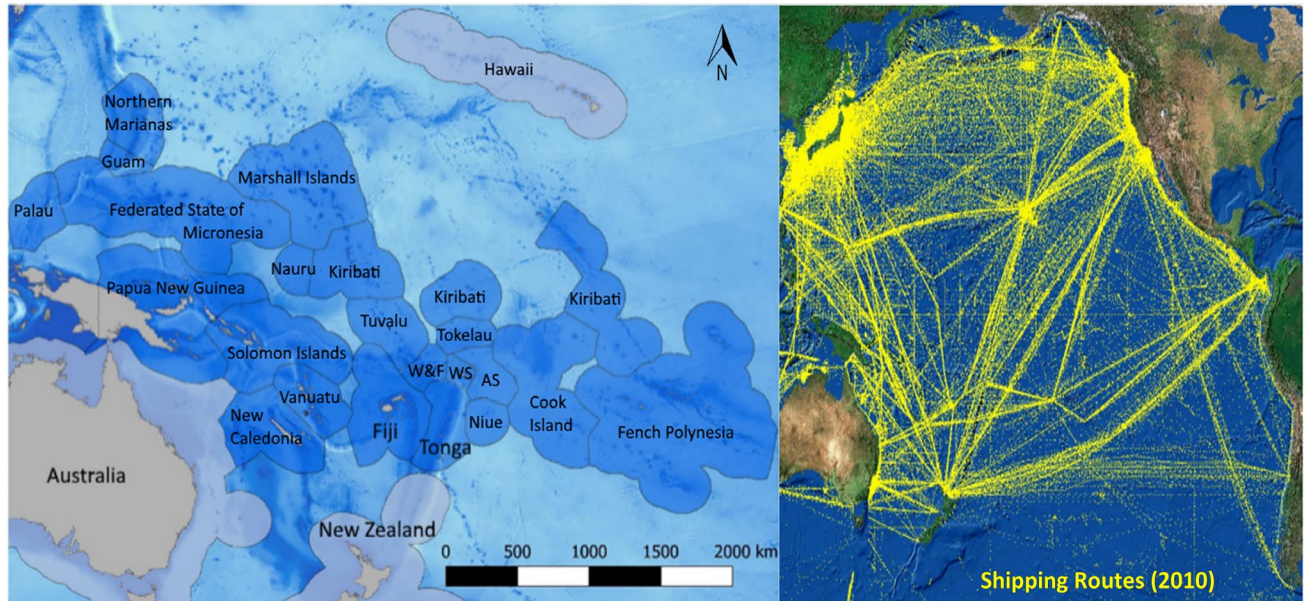 Hawaii
N
Northern
Marianas
Guam
Marshall Islands
Palau
Federated State of
Micronesia
Nauru
Kiribati
Papua New Guinea
Kiribati
Kiribati
Tuvalu
Tokelau
Solomon Islands
W&F
WS
AS
Vanuatu
New
Caledonia
Fiji
Tonga
Niue
Cook
Island
Fench Polynesia
Australia
New Zealand
0 500 1000 1500 2000 km
Shipping Routes (2010)